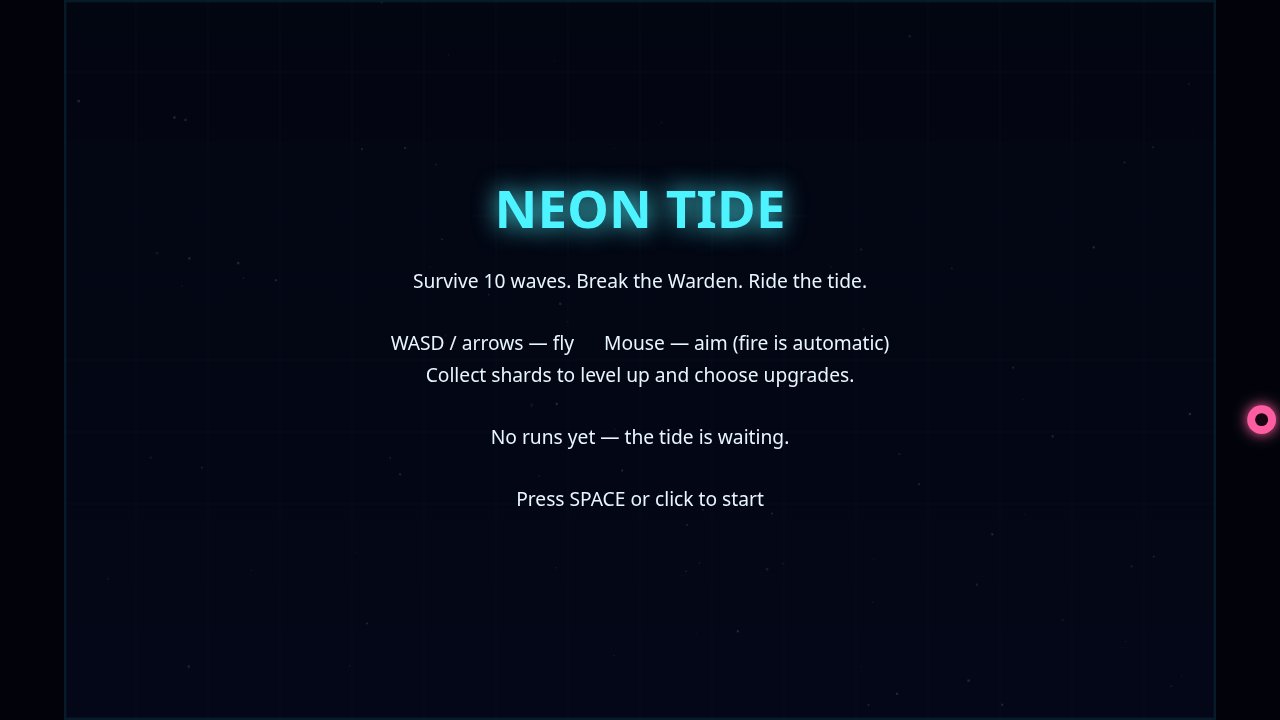 NEON TIDE
Survive 10 waves. Break the Warden. Ride the tide.
WASD / arrows — fly Mouse — aim (fire is automatic)
Collect shards to level up and choose upgrades.
No runs yet — the tide is waiting.
Press SPACE or click to start